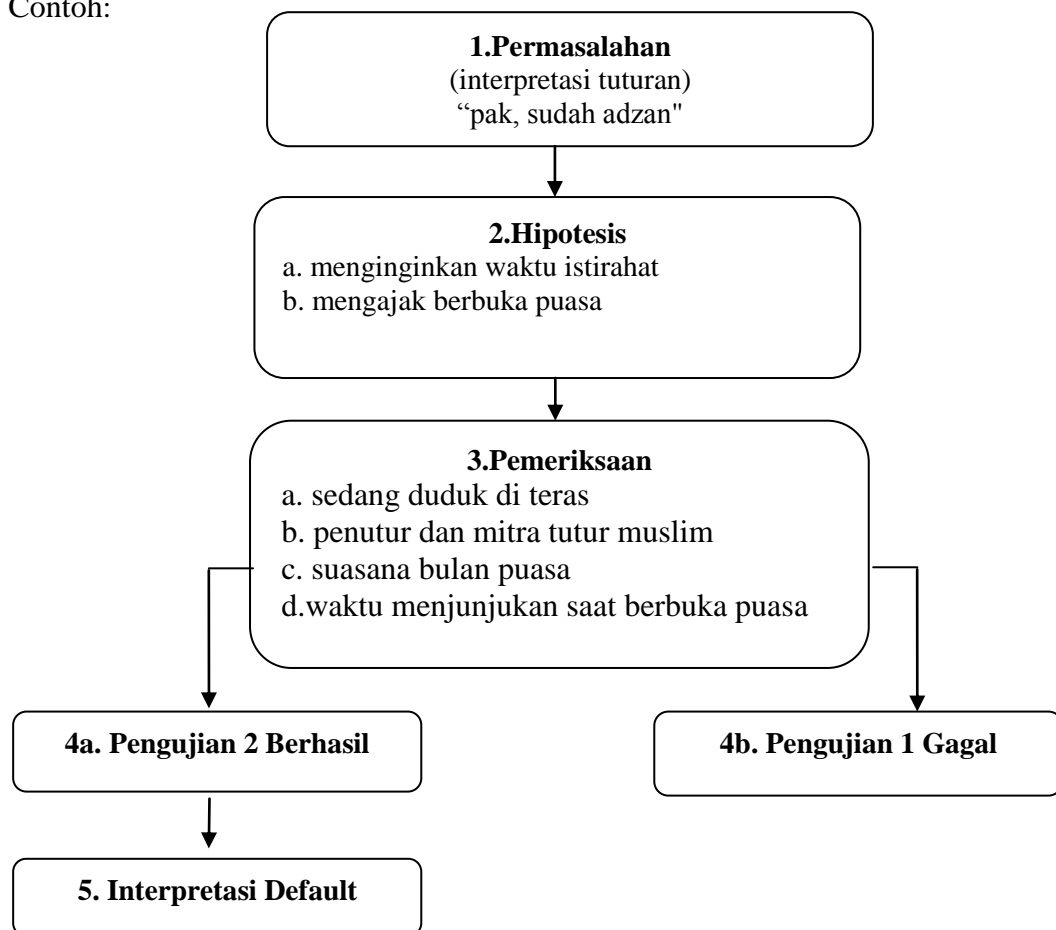 Contoh:
1.Permasalahan
(interpretasi tuturan)
“pak, sudah adzan"
2.Hipotesis
a. menginginkan waktu istirahat
b. mengajak berbuka puasa
3.Pemeriksaan
a. sedang duduk di teras
b. penutur dan mitra tutur muslim
c. suasana bulan puasa
d.waktu menjunjukan saat berbuka puasa
4a. Pengujian 2 Berhasil
4b. Pengujian 1 Gagal
5. Interpretasi Default